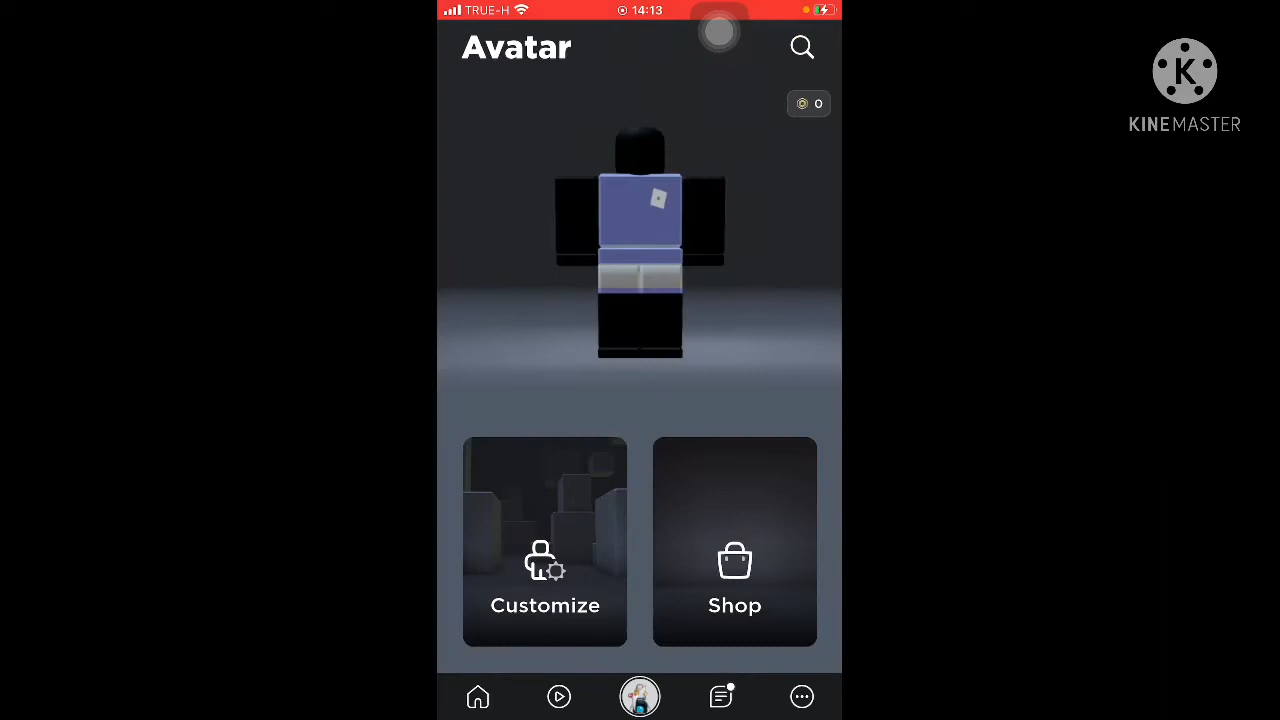 TRUE-H 14:13
Avatar
0
Customize
Shop
K
KINEMASTER